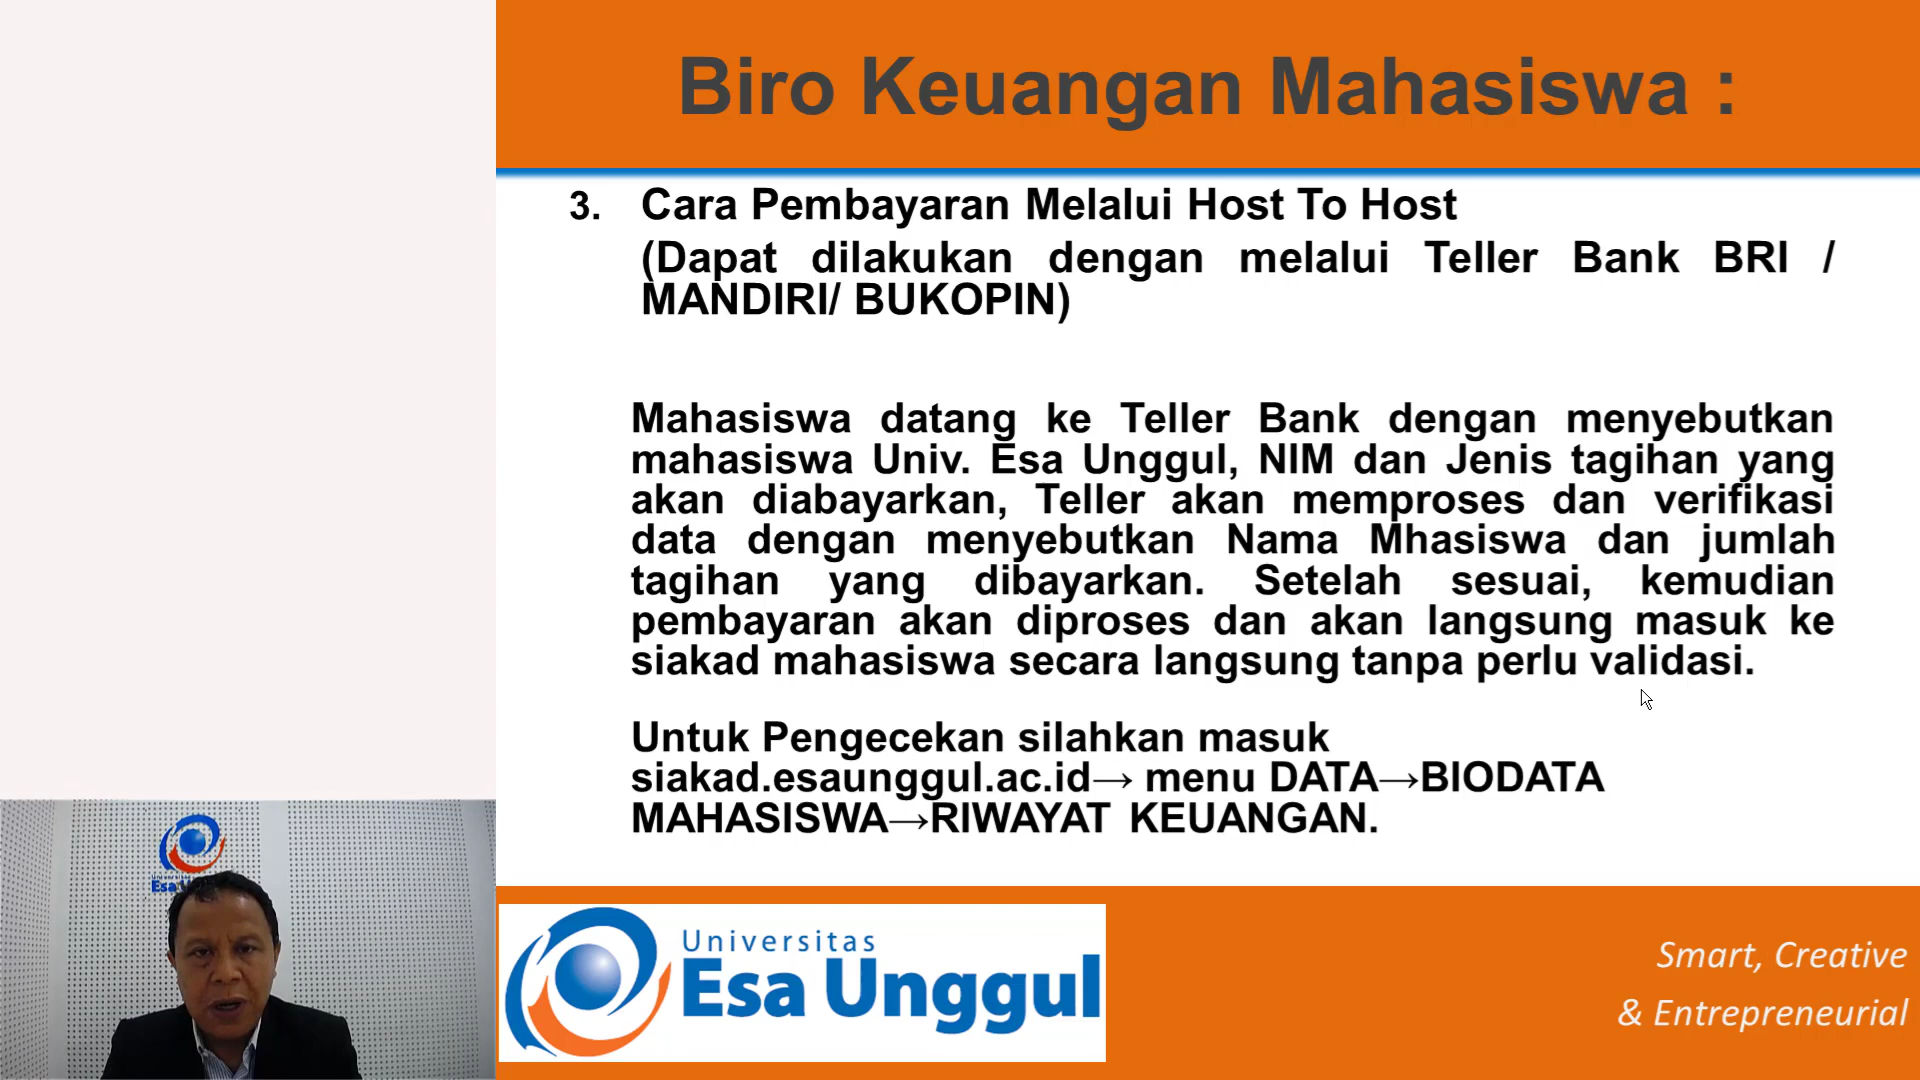 Biro Keuangan Mahasiswa :
3. Cara Pembayaran Melalui Host To Host
(Dapat dilakukan dengan melalui Teller Bank BRI /
MANDIRI/ BUKOPIN)
Mahasiswa datang ke Teller Bank dengan menyebutkan
mahasiswa Univ. Esa Unggul, NIM dan Jenis tagihan yang
akan diabayarkan, Teller akan memproses dan verifikasi
data dengan menyebutkan Nama Mhasiswa dan jumlah
tagihan yang dibayarkan. Setelah sesuai, kemudian
pembayaran akan diproses dan akan langsung masuk ke
siakad mahasiswa secara langsung tanpa perlu validasi.
Untuk Pengecekan silahkan masuk
siakad.esaunggul.ac.id→ menu DATA→BIODATA
MAHASISWA→RIWAYAT KEUANGAN.
Esa
Universitas
Esa Unggul
Smart, Creative
& Entrepreneurial